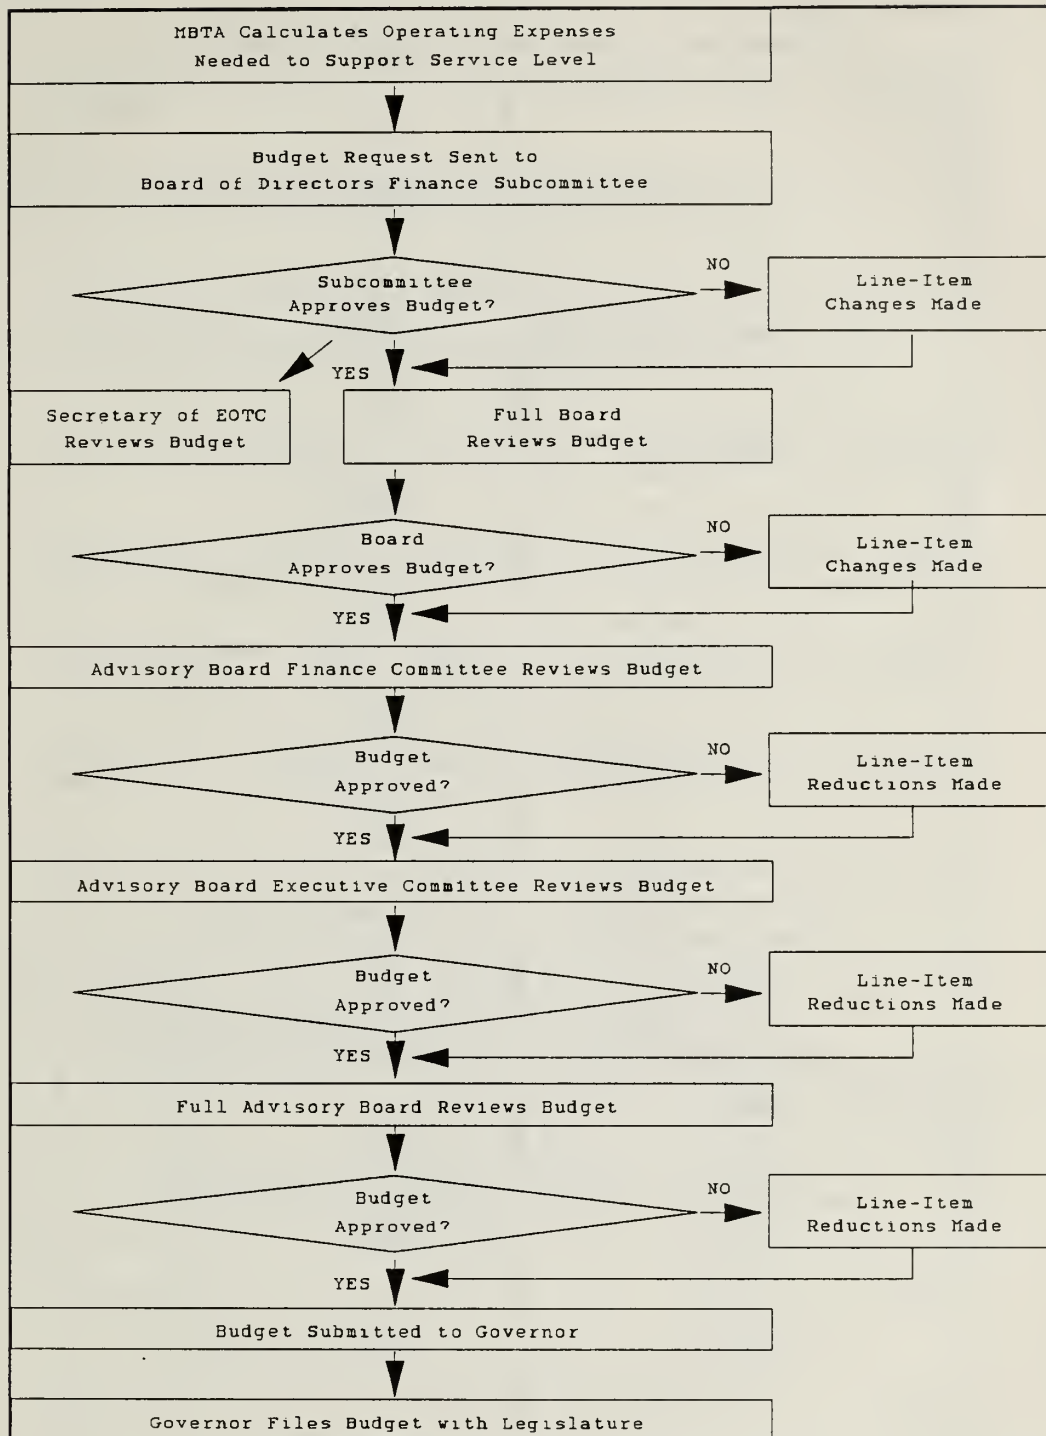 MBTA Calculates Operating Expenses
Needed to Support Service Level
Budget Request Sent to
Board of Directors Finance Subcommittee
Subcommittee
Approves Budget?
NO
Line-Item
Changes Made
YES
Secretary of EOTC
Reviews Budget
Full Board
Reviews Budget
Board
Approves Budget?
NO
Line-Item
Changes Made
YES
Advisory Board Finance Committee Reviews Budget
Budget
Approved?
NO
Line-Item
Reductions Made
YES
Advisory Board Executive Committee Reviews Budget
Budget
Approved?
NO
Line-Item
Reductions Made
YES
Full Advisory Board Reviews Budget
Budget
Approved?
NO
Line-Item
Reductions Made
YES
Budget Submitted to Governor
Governor Files Budget with Legislature